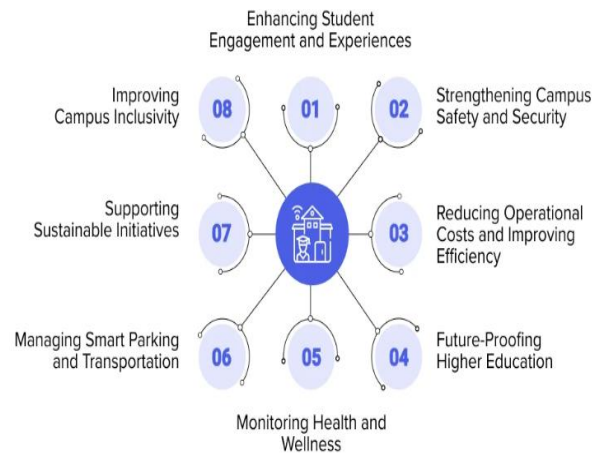 Enhancing Student
Engagement and Experiences
Improving
Campus Inclusivity
08
01
02
Strengthening Campus
Safety and Security
Supporting
Sustainable Initiatives
07
03
Reducing Operational
Costs and Improving
Efficiency
Managing Smart Parking
and Transportation
06
05
04
Future-Proofing
Higher Education
Monitoring Health and
Wellness